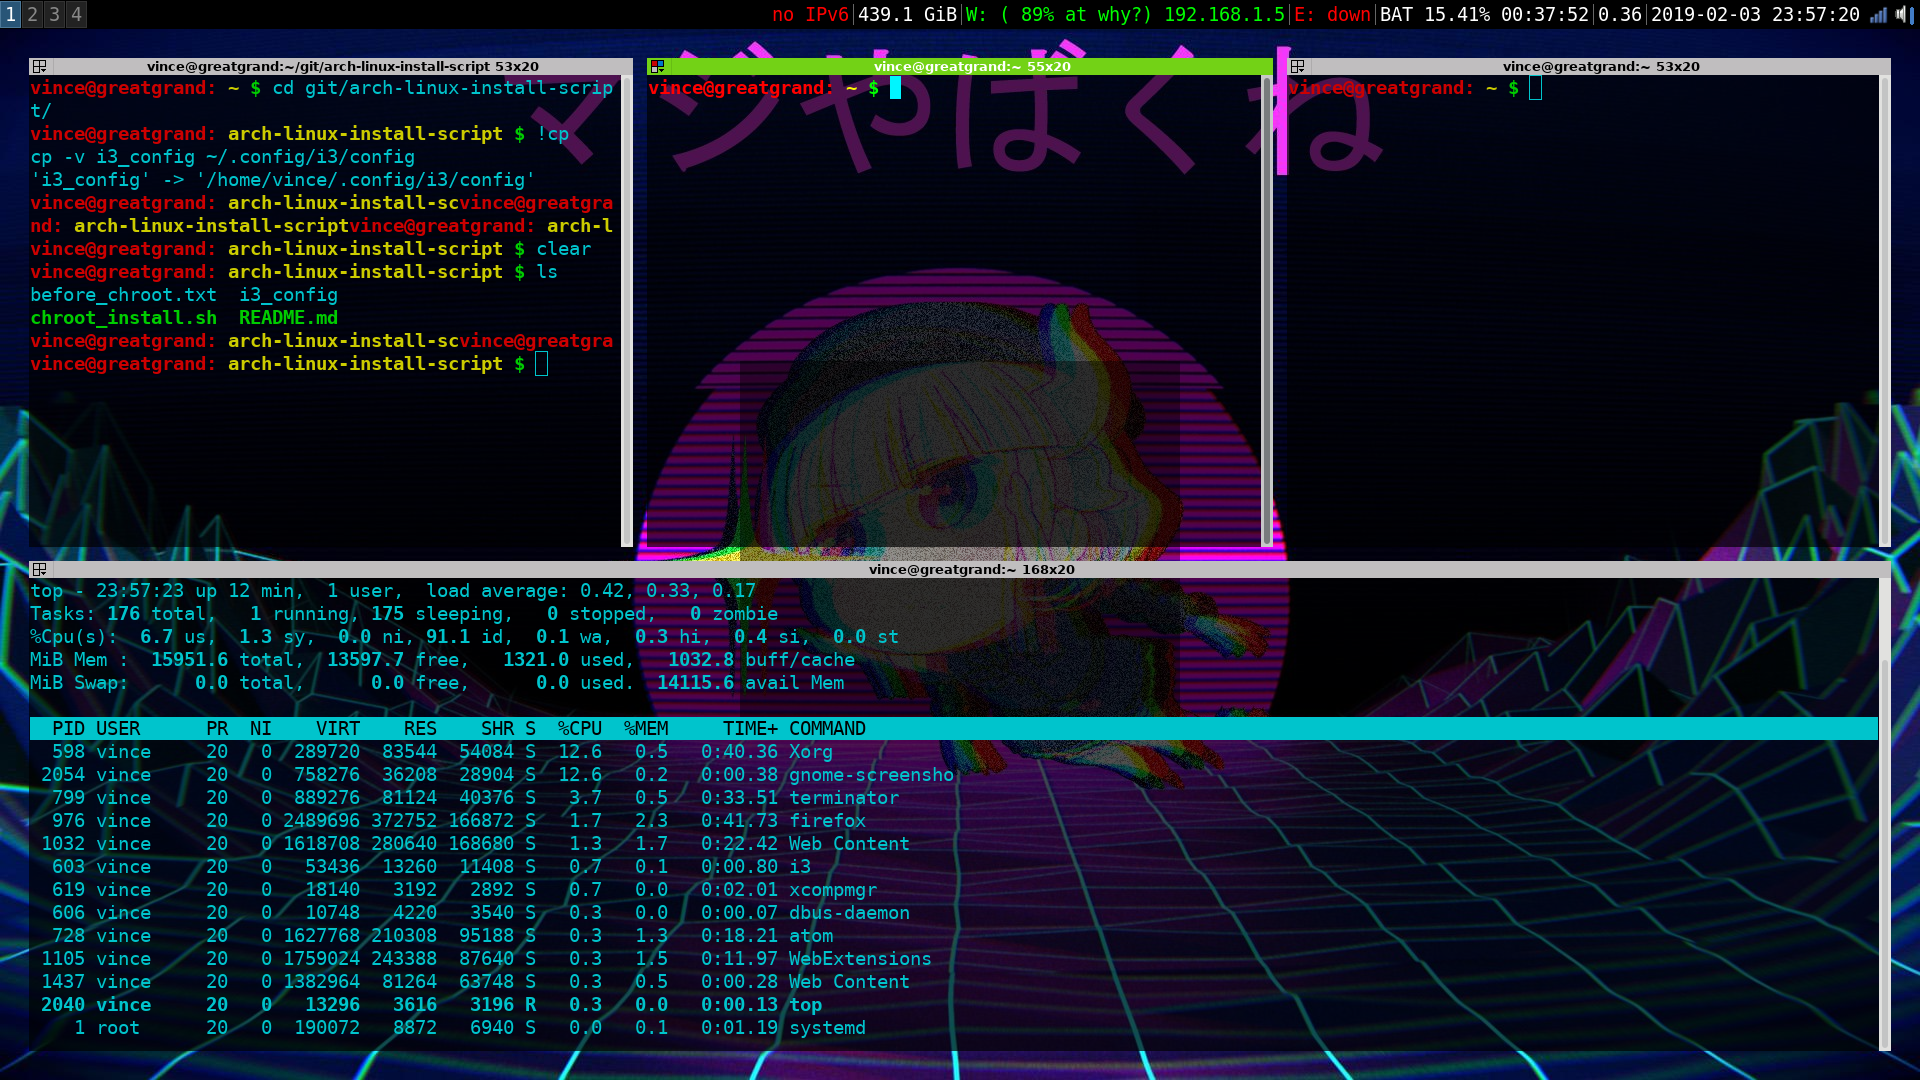 1 2 3 4 no IPv6 439.1 GiB W: ( 89% at why?) 192.168.1.5 E: down BAT 15.41% 00:37:52 0.36 2019-02-03 23:57:20
マジやばくね
vince@greatgrand:~/git/arch-linux-install-script 53x20
vince@greatgrand: ~ $ cd git/arch-linux-install-scrip
t/
vince@greatgrand: arch-linux-install-script $ !cp
cp -v i3_config ~/.config/i3/config
'i3_config' -> '/home/vince/.config/i3/config'
vince@greatgrand: arch-linux-install-scvince@greatgra
nd: arch-linux-install-scriptvince@greatgrand: arch-l
vince@greatgrand: arch-linux-install-script $ clear
vince@greatgrand: arch-linux-install-script $ ls
before_chroot.txt  i3_config
chroot_install.sh  README.md
vince@greatgrand: arch-linux-install-scvince@greatgra
vince@greatgrand: arch-linux-install-script $
vince@greatgrand:~ 55x20
vince@greatgrand: ~ $
vince@greatgrand:~ 53x20
vince@greatgrand: ~ $
vince@greatgrand:~ 168x20
top - 23:57:23 up 12 min,  1 user,  load average: 0.42, 0.33, 0.17
Tasks: 176 total,   1 running, 175 sleeping,   0 stopped,   0 zombie
%Cpu(s):  6.7 us,  1.3 sy,  0.0 ni, 91.1 id,  0.1 wa,  0.3 hi,  0.4 si,  0.0 st
MiB Mem :  15951.6 total,  13597.7 free,   1321.0 used,   1032.8 buff/cache
MiB Swap:      0.0 total,      0.0 free,      0.0 used.  14115.6 avail Mem
PID USER      PR  NI    VIRT    RES    SHR S  %CPU  %MEM     TIME+ COMMAND
598 vince     20   0  289720  83544  54084 S  12.6   0.5   0:40.36 Xorg
2054 vince     20   0  758276  36208  28904 S  12.6   0.2   0:00.38 gnome-screensho
799 vince     20   0  889276  81124  40376 S   3.7   0.5   0:33.51 terminator
976 vince     20   0 2489696 372752 166872 S   1.7   2.3   0:41.73 firefox
1032 vince     20   0 1618708 280640 168680 S   1.3   1.7   0:22.42 Web Content
603 vince     20   0   53436  13260  11408 S   0.7   0.1   0:00.80 i3
619 vince     20   0   18140   3192   2892 S   0.7   0.0   0:02.01 xcompmgr
606 vince     20   0   10748   4220   3540 S   0.3   0.0   0:00.07 dbus-daemon
728 vince     20   0 1627768 210308  95188 S   0.3   1.3   0:18.21 atom
1105 vince     20   0 1759024 243388  87640 S   0.3   1.5   0:11.97 WebExtensions
1437 vince     20   0 1382964  81264  63748 S   0.3   0.5   0:00.28 Web Content
2040 vince     20   0   13296   3616   3196 R   0.3   0.0   0:00.13 top
1 root      20   0  190072   8872   6940 S   0.0   0.1   0:01.19 systemd